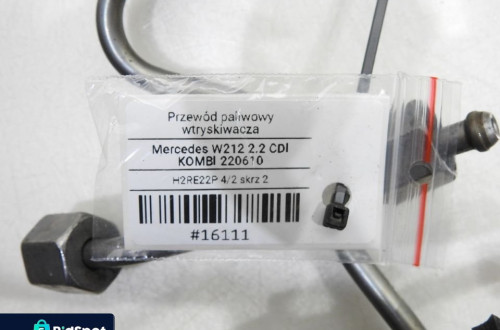 Przewód paliwowy
wtryskiwacza
Mercedes W212 2.2 CDI
KOMBI 220610
H2RE22P 4/2 skrz 2
#16111
BidSpot